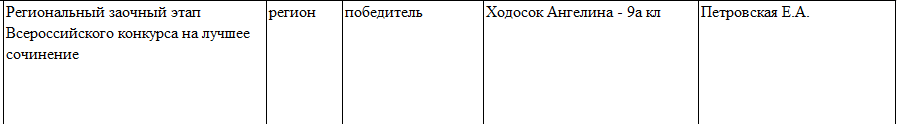 Региональный заочный этап
Всероссийского конкурса на лучшее
сочинение
регион
победитель
Ходосок Ангелина - 9а кл
Петровская Е.А.